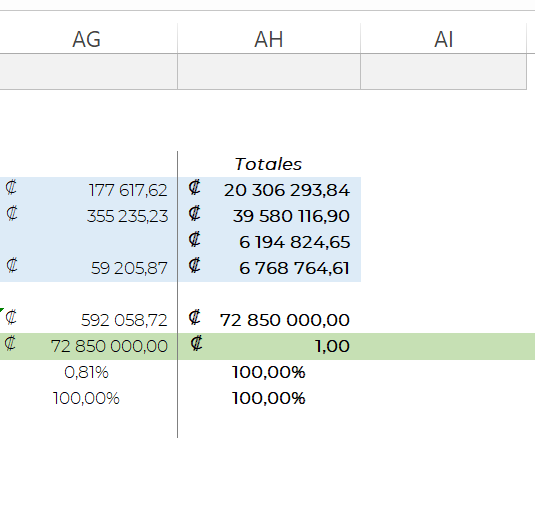 AG AH AI
Totales
₡ 177 617,62 ₡ 20 306 293,84
₡ 355 235,23 ₡ 39 580 116,90
₡ 6 194 824,65
₡ 59 205,87 ₡ 6 768 764,61
₡ 592 058,72 ₡ 72 850 000,00
₡ 72 850 000,00 ₡ 1,00
0,81% 100,00%
100,00% 100,00%